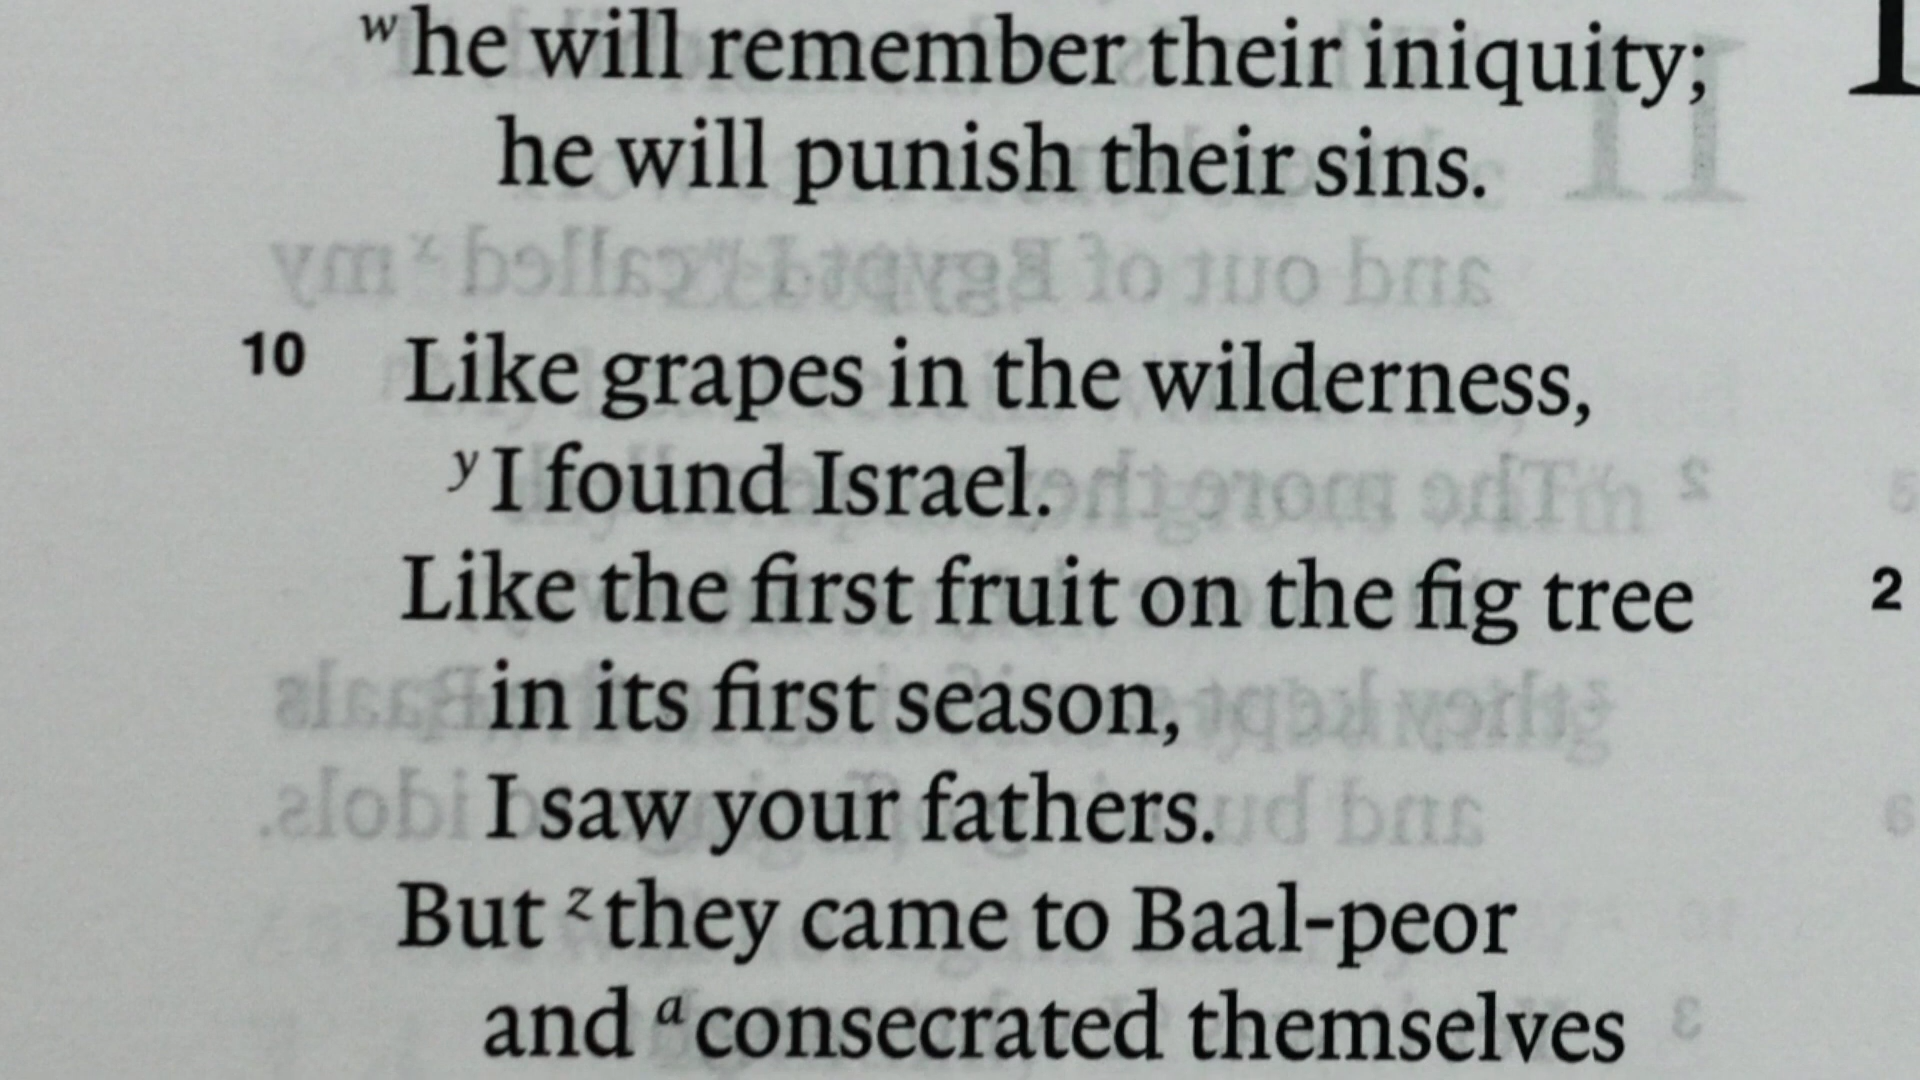 w he will remember their iniquity;
he will punish their sins.
10 Like grapes in the wilderness,
y I found Israel.
Like the first fruit on the fig tree
in its first season,
I saw your fathers.
But z they came to Baal-peor
and a consecrated themselves
2